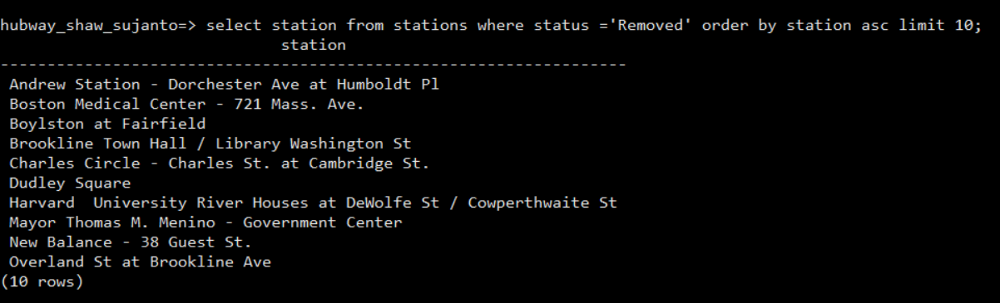 hubway_shaw_sujanto=> select station from stations where status ='Removed' order by station asc limit 10;
station
-------------------------------------------------------------------
Andrew Station - Dorchester Ave at Humboldt Pl
Boston Medical Center - 721 Mass. Ave.
Boylston at Fairfield
Brookline Town Hall / Library Washington St
Charles Circle - Charles St. at Cambridge St.
Dudley Square
Harvard  University River Houses at DeWolfe St / Cowperthwaite St
Mayor Thomas M. Menino - Government Center
New Balance - 38 Guest St.
Overland St at Brookline Ave
(10 rows)